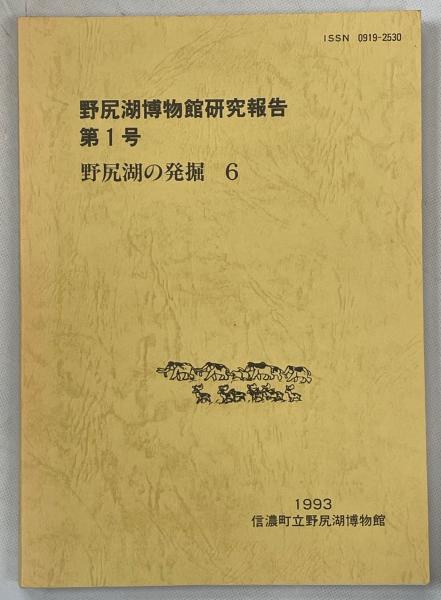 ISSN 0919-2530
野尻湖博物館研究報告
第1号
野尻湖の発掘 6
1993
信濃町立野尻湖博物館